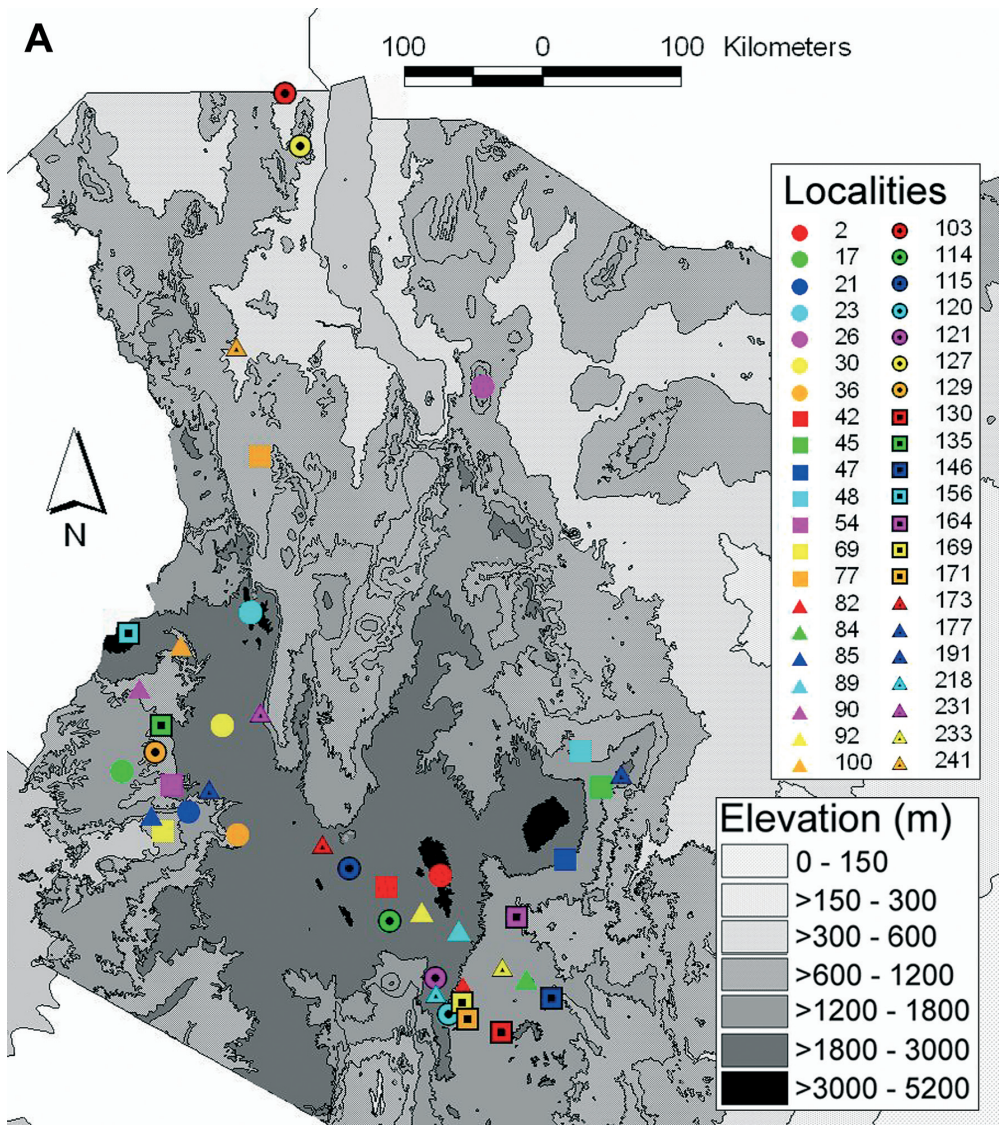 A
100 0 100 Kilometers
N
Localities
2 103
17 114
21 115
23 120
26 121
30 127
36 129
42 130
45 135
47 146
48 156
54 164
69 169
77 171
82 173
84 177
85 191
89 218
90 231
92 233
100 241
Elevation (m)
0 - 150
>150 - 300
>300 - 600
>600 - 1200
>1200 - 1800
>1800 - 3000
>3000 - 5200